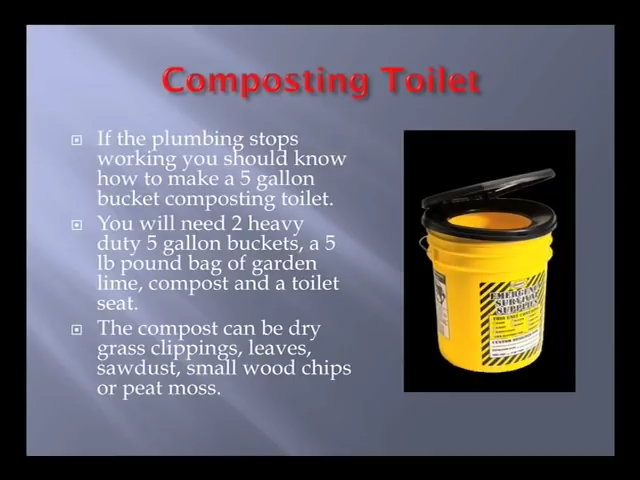 Composting Toilet
If the plumbing stops
working you should know
how to make a 5 gallon
bucket composting toilet.
You will need 2 heavy
duty 5 gallon buckets, a 5
lb pound bag of garden
lime, compost and a toilet
seat.
The compost can be dry
grass clippings, leaves,
sawdust, small wood chips
or peat moss.
EMERGENCY
SURVIVAL
SUPPLIES